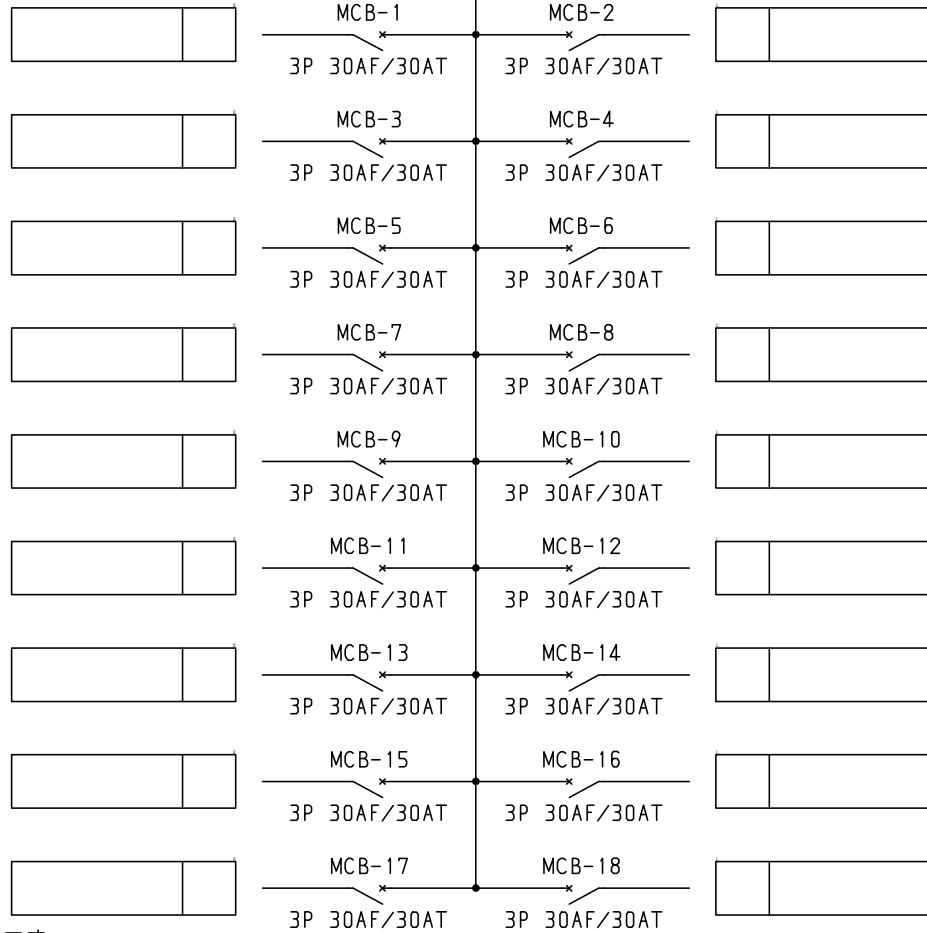 MCB-1 MCB-2
3P 30AF/30AT 3P 30AF/30AT
MCB-3 MCB-4
3P 30AF/30AT 3P 30AF/30AT
MCB-5 MCB-6
3P 30AF/30AT 3P 30AF/30AT
MCB-7 MCB-8
3P 30AF/30AT 3P 30AF/30AT
MCB-9 MCB-10
3P 30AF/30AT 3P 30AF/30AT
MCB-11 MCB-12
3P 30AF/30AT 3P 30AF/30AT
MCB-13 MCB-14
3P 30AF/30AT 3P 30AF/30AT
MCB-15 MCB-16
3P 30AF/30AT 3P 30AF/30AT
MCB-17 MCB-18
3P 30AF/30AT 3P 30AF/30AT